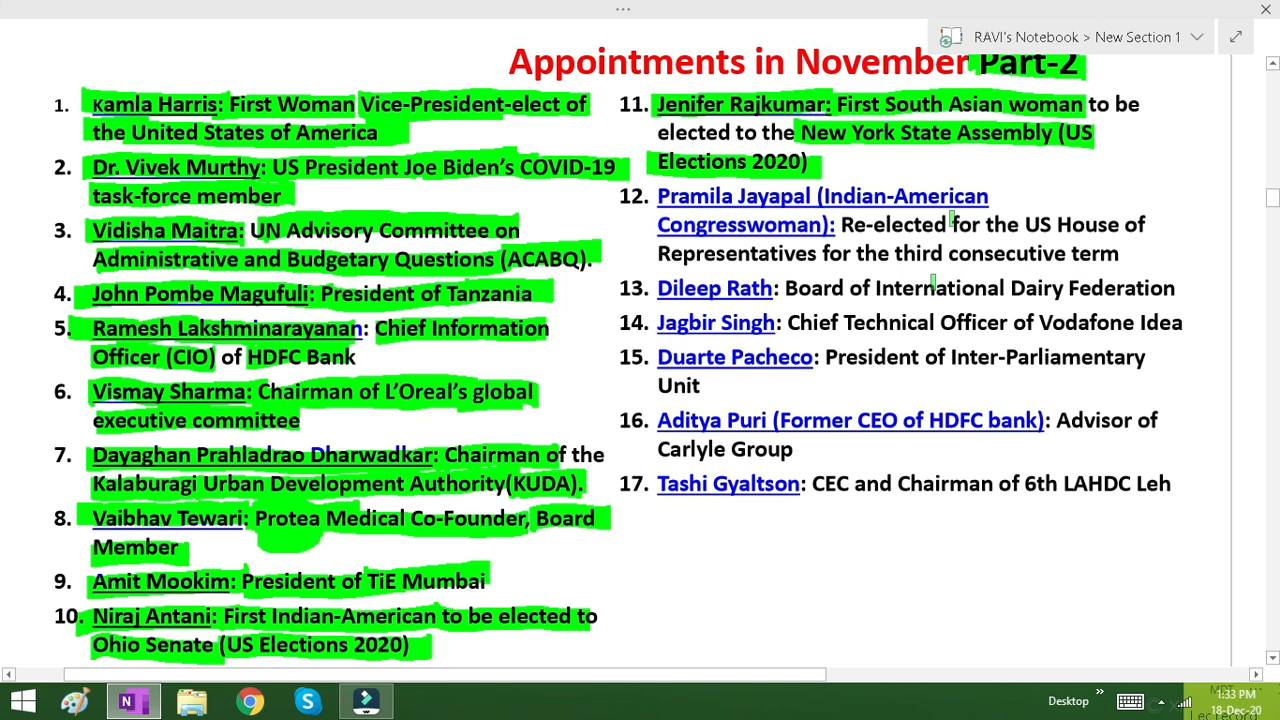 RAVI's Notebook > New Section 1
Appointments in November Part-2
1. Kamla Harris: First Woman Vice-President-elect of
the United States of America
2. Dr. Vivek Murthy: US President Joe Biden's COVID-19
task-force member
3. Vidisha Maitra: UN Advisory Committee on
Administrative and Budgetary Questions (ACABQ).
4. John Pombe Magufuli: President of Tanzania
5. Ramesh Lakshminarayanan: Chief Information
Officer (CIO) of HDFC Bank
6. Vismay Sharma: Chairman of L'Oreal's global
executive committee
7. Dayaghan Prahladrao Dharwadkar: Chairman of the
Kalaburagi Urban Development Authority(KUDA).
8. Vaibhav Tewari: Protea Medical Co-Founder, Board
Member
9. Amit Mookim: President of TiE Mumbai
10. Niraj Antani: First Indian-American to be elected to
Ohio Senate (US Elections 2020)
11. Jenifer Rajkumar: First South Asian woman to be
elected to the New York State Assembly (US
Elections 2020)
12. Pramila Jayapal (Indian-American
Congresswoman): Re-elected for the US House of
Representatives for the third consecutive term
13. Dileep Rath: Board of International Dairy Federation
14. Jagbir Singh: Chief Technical Officer of Vodafone Idea
15. Duarte Pacheco: President of Inter-Parliamentary
Unit
16. Aditya Puri (Former CEO of HDFC bank): Advisor of
Carlyle Group
17. Tashi Gyaltson: CEC and Chairman of 6th LAHDC Leh
Desktop
1:33 PM
18-Dec-20